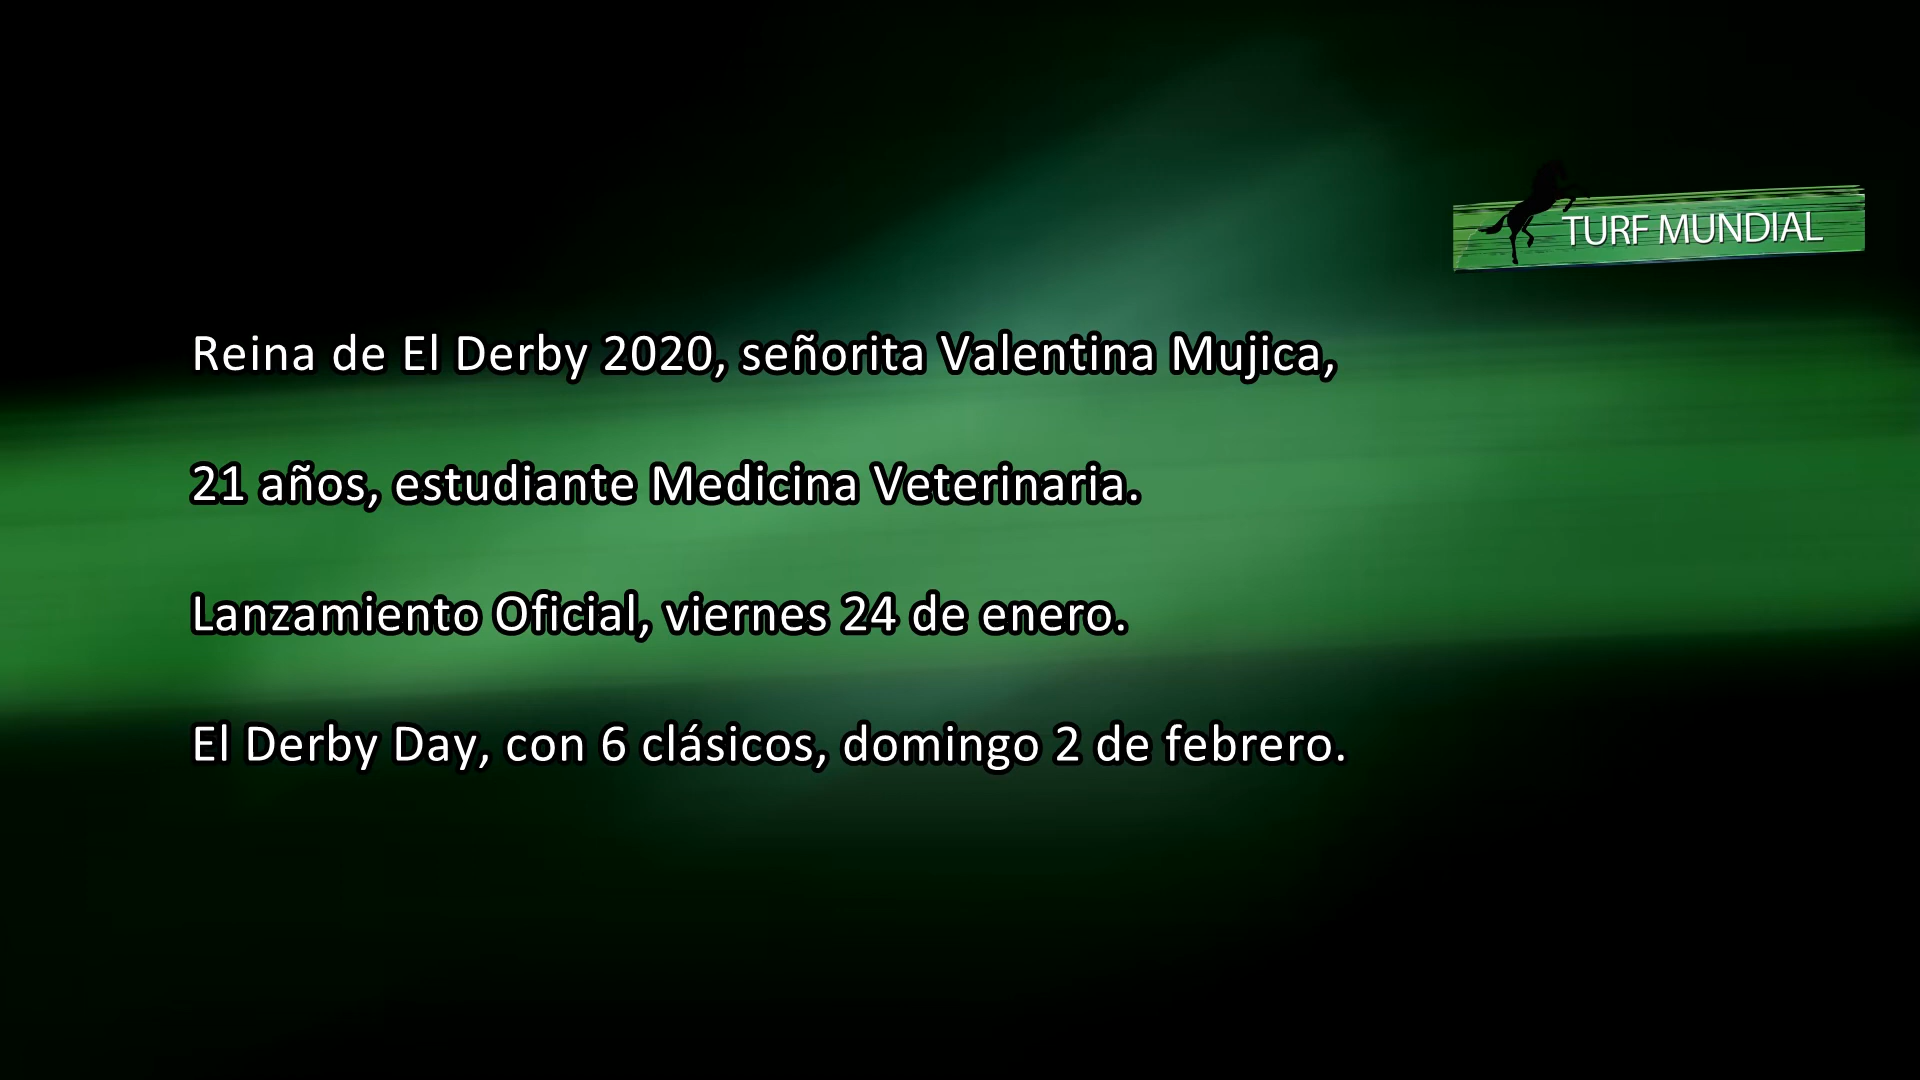 TURF MUNDIAL
Reina de El Derby 2020, señorita Valentina Mujica,
21 años, estudiante Medicina Veterinaria.
Lanzamiento Oficial, viernes 24 de enero.
El Derby Day, con 6 clásicos, domingo 2 de febrero.